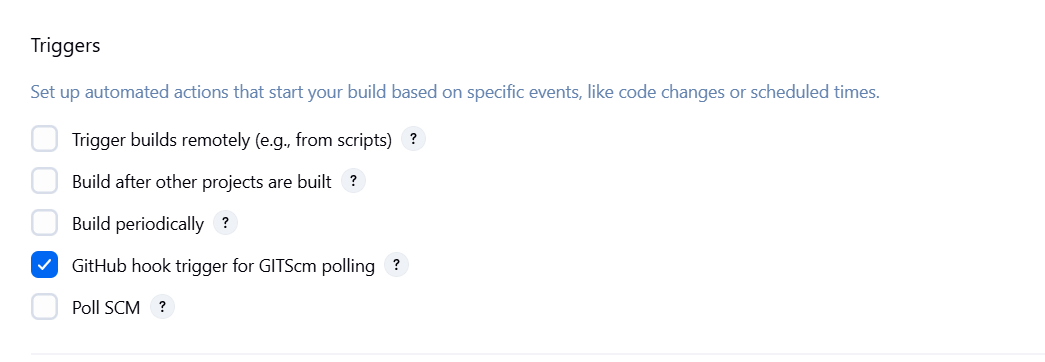 Triggers
Set up automated actions that start your build based on specific events, like code changes or scheduled times.
Trigger builds remotely (e.g., from scripts) ?
Build after other projects are built ?
Build periodically ?
GitHub hook trigger for GITScm polling ?
Poll SCM ?